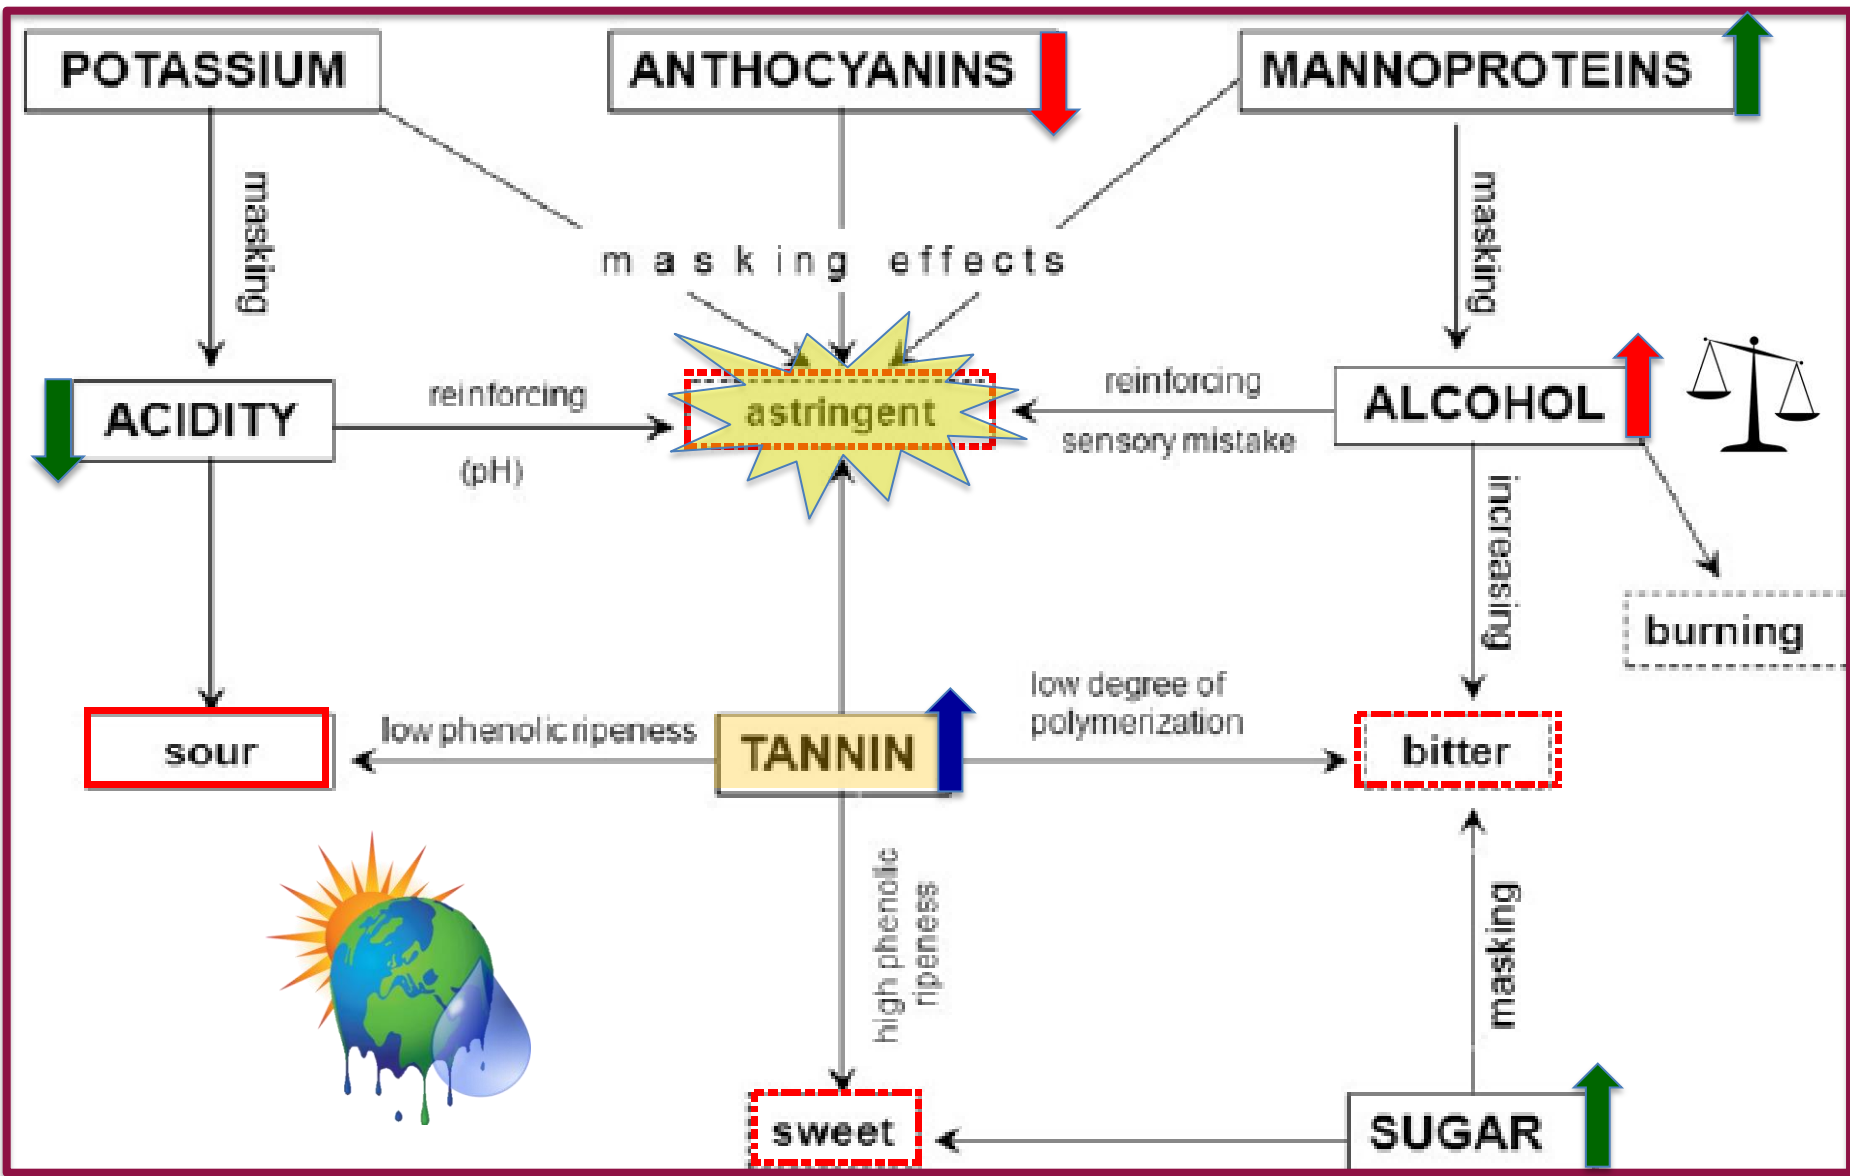 POTASSIUM
ANTHOCYANINS
MANNOPROTEINS
masking
masking
masking effects
ACIDITY
reinforcing
(pH)
astringent
reinforcing
sensory mistake
ALCOHOL
increasing
burning
sour
low phenolic ripeness
TANNIN
low degree of
polymerization
bitter
high phenolic
ripeness
masking
sweet
SUGAR